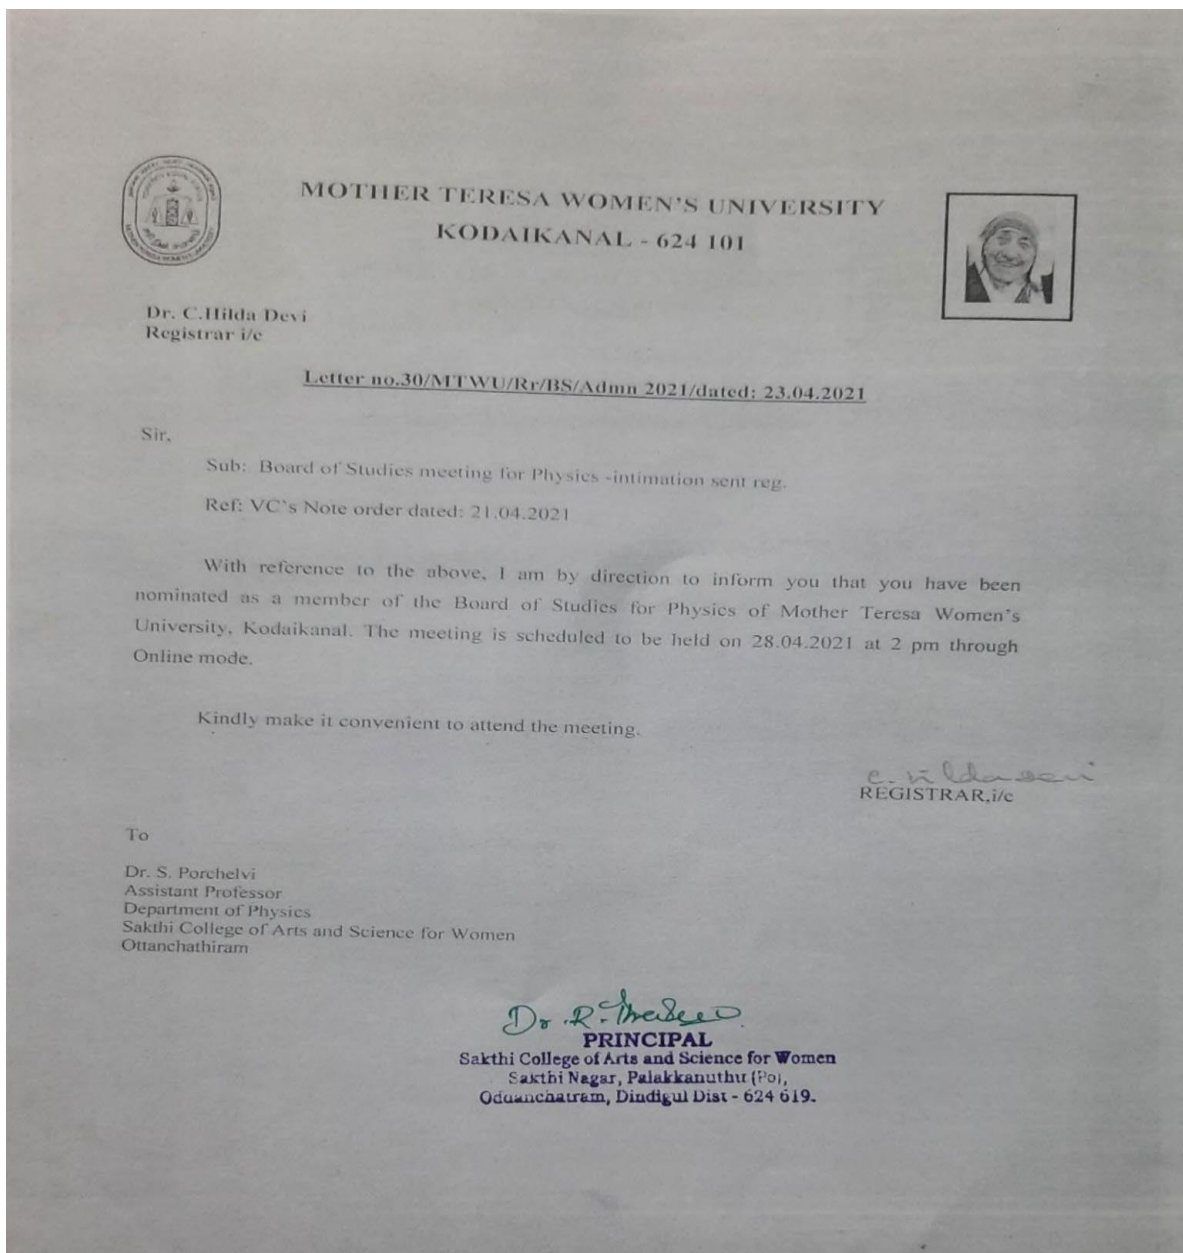 MOTHER TERESA WOMEN'S UNIVERSITY
KODAIKANAL - 624 101
Dr. C.Hilda Devi
Registrar i/c
Letter no.30/MTWU/Rr/BS/Admn 2021/dated: 23.04.2021
Sir,
Sub: Board of Studies meeting for Physics -intimation sent reg.
Ref: VC's Note order dated: 21.04.2021
With reference to the above, I am by direction to inform you that you have been
nominated as a member of the Board of Studies for Physics of Mother Teresa Women's
University, Kodaikanal. The meeting is scheduled to be held on 28.04.2021 at 2 pm through
Online mode.
Kindly make it convenient to attend the meeting.
C. Hildadevi
REGISTRAR,i/c
To
Dr. S. Porchelvi
Assistant Professor
Department of Physics
Sakthi College of Arts and Science for Women
Ottanchathiram
Dr. R.
PRINCIPAL
Sakthi College of Arts and Science for Women
Sakthi Nagar, Palakkanuthu (Po),
Oddanchatram, Dindigul Dist - 624 619.